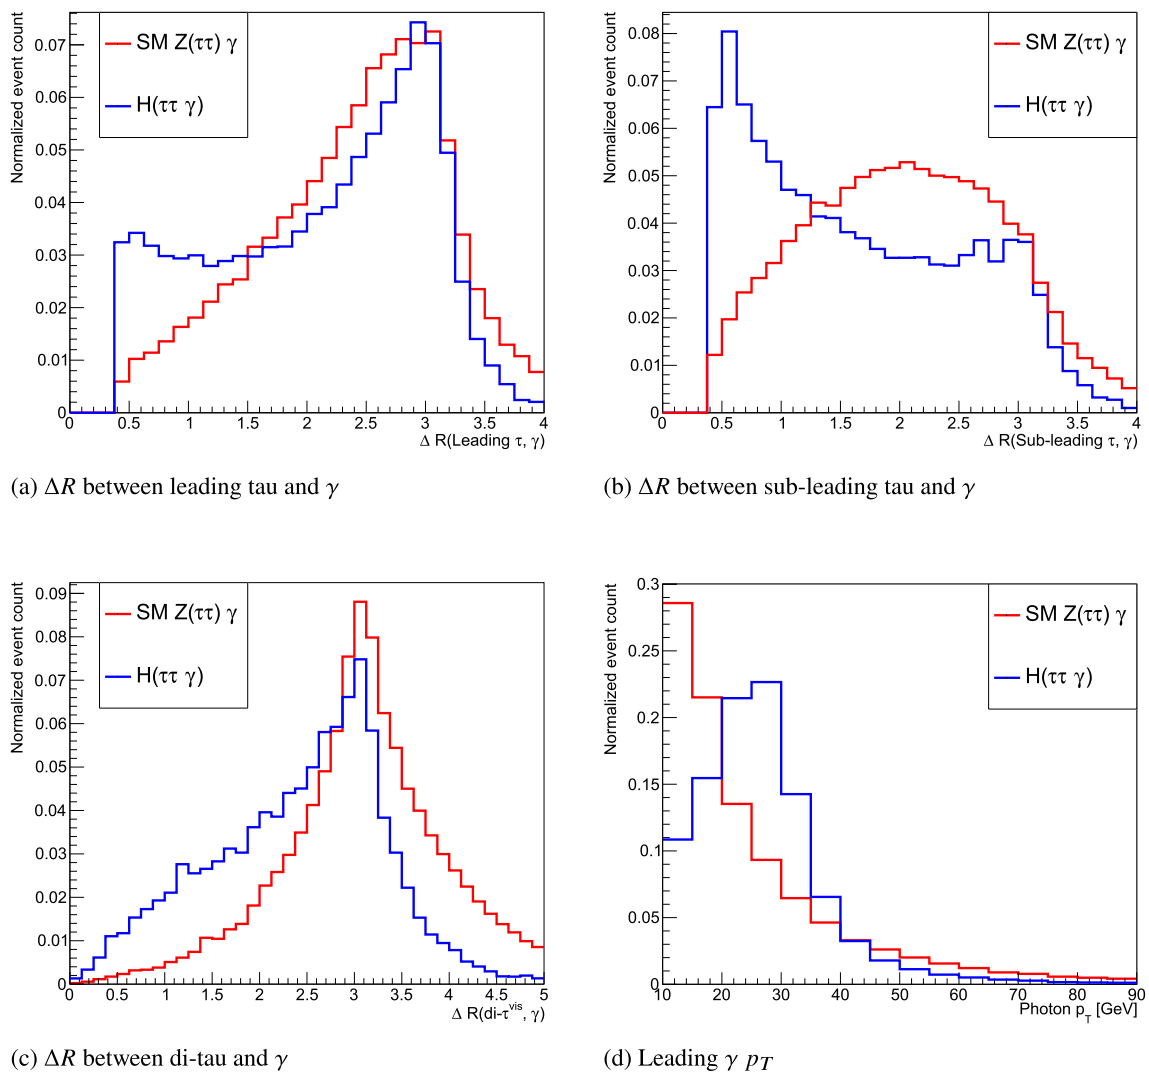 Normalized event count
0.07
0.06
0.05
0.04
0.03
0.02
0.01
0
SM Z(ττ) γ
H(ττ γ)
0 0.5 1 1.5 2 2.5 3 3.5 4
Δ R(Leading τ, γ)
(a) ΔR between leading tau and γ
Normalized event count
0.08
0.07
0.06
0.05
0.04
0.03
0.02
0.01
0
SM Z(ττ) γ
H(ττ γ)
0 0.5 1 1.5 2 2.5 3 3.5 4
Δ R(Sub-leading τ, γ)
(b) ΔR between sub-leading tau and γ
Normalized event count
0.09
0.08
0.07
0.06
0.05
0.04
0.03
0.02
0.01
0
SM Z(ττ) γ
H(ττ γ)
0 0.5 1 1.5 2 2.5 3 3.5 4 4.5 5
Δ R(di-τ^vis, γ)
(c) ΔR between di-tau and γ
Normalized event count
0.3
0.25
0.2
0.15
0.1
0.05
0
SM Z(ττ) γ
H(ττ γ)
10 20 30 40 50 60 70 80 90
Photon p_T [GeV]
(d) Leading γ p_T